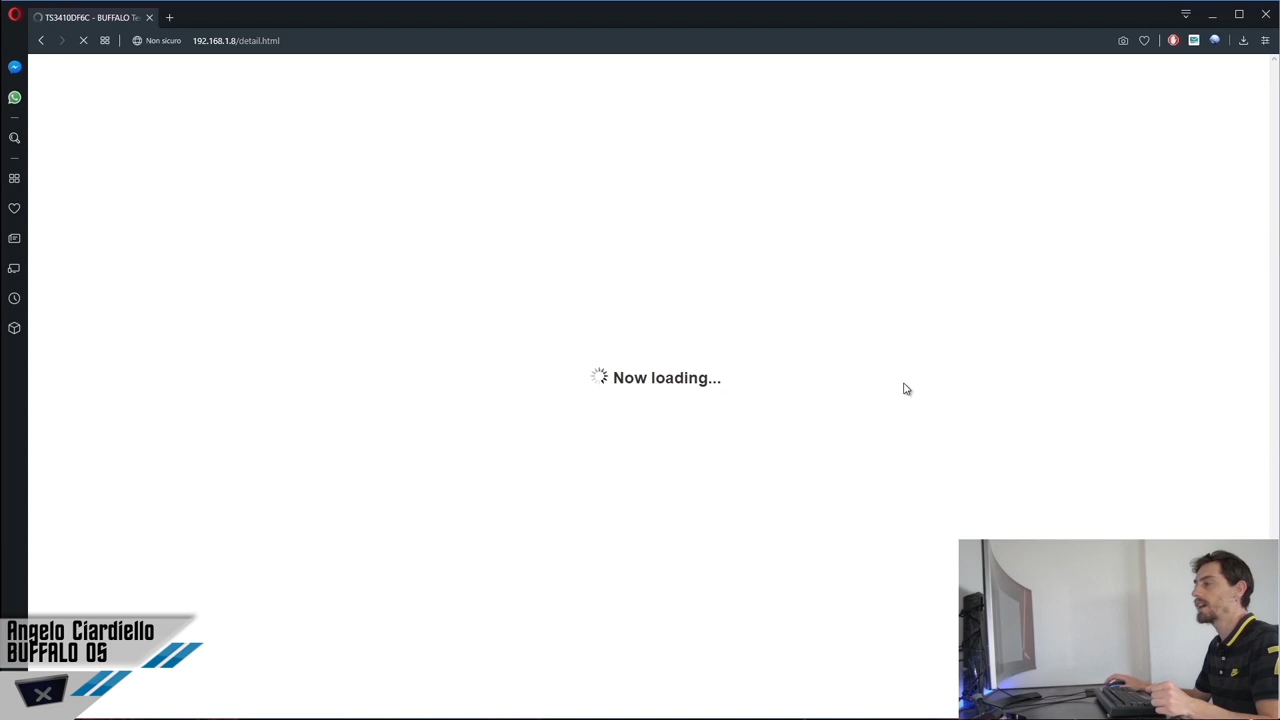 TS3410DF6C - BUFFALO Te
Non sicuro
192.168.1.8/detail.html
Now loading...
Angelo Ciardiello
BUFFALO OS